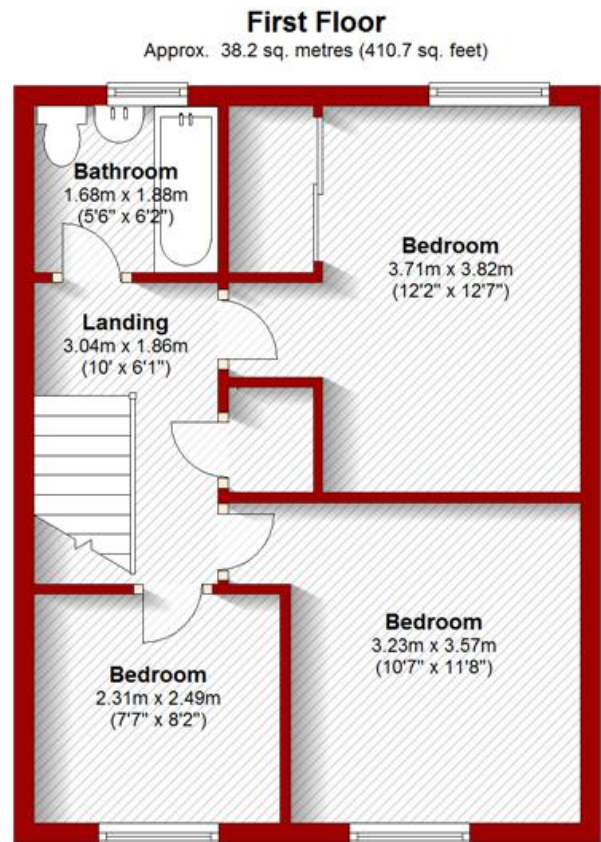 First Floor
Approx. 38.2 sq. metres (410.7 sq. feet)
Bathroom
1.68m x 1.88m
(5'6" x 6'2")
Bedroom
3.71m x 3.82m
(12'2" x 12'7")
Landing
3.04m x 1.86m
(10' x 6'1")
Bedroom
3.23m x 3.57m
(10'7" x 11'8")
Bedroom
2.31m x 2.49m
(7'7" x 8'2")